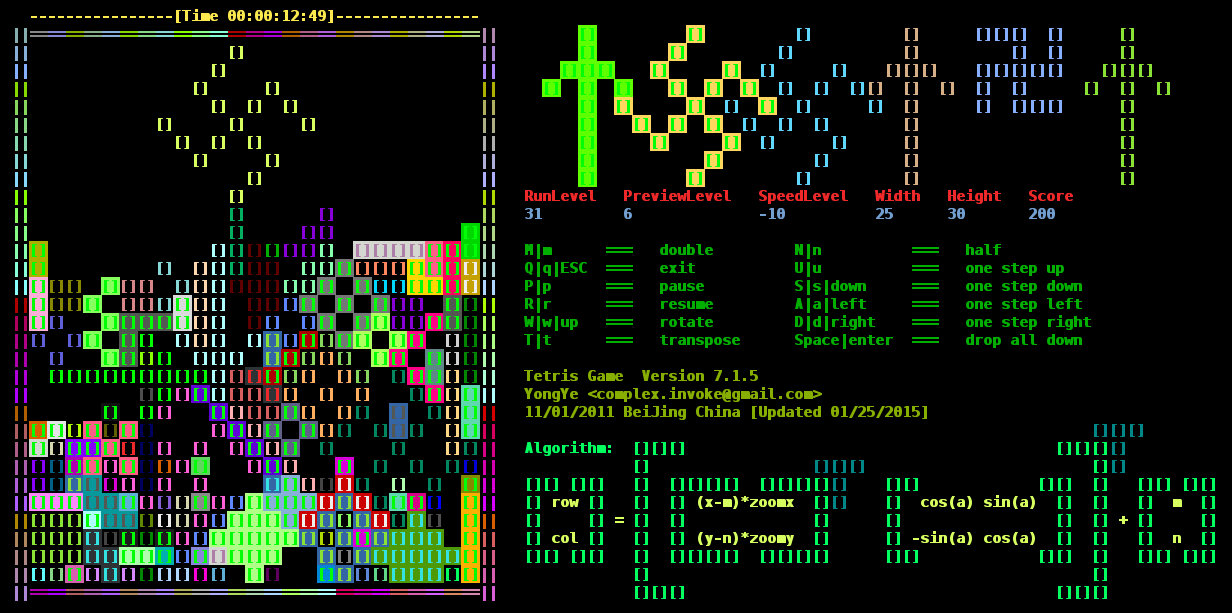 [Time 00:00:12:49]
RunLevel PreviewLevel SpeedLevel Width Height Score
31 6 -10 25 30 200
M|m === double N|n === half
Q|q|ESC === exit U|u === one step up
P|p === pause S|s|down === one step down
R|r === resume A|a|left === one step left
W|w|up === rotate D|d|right === one step right
T|t === transpose Space|enter === drop all down
Tetris Game Version 7.1.5
YongYe <complex.invoke@gmail.com>
11/01/2011 BeiJing China [Updated 01/25/2015]
Algorithm:
row (x-m)*zoomx cos(a) sin(a) m
= +
col (y-n)*zoomy -sin(a) cos(a) n